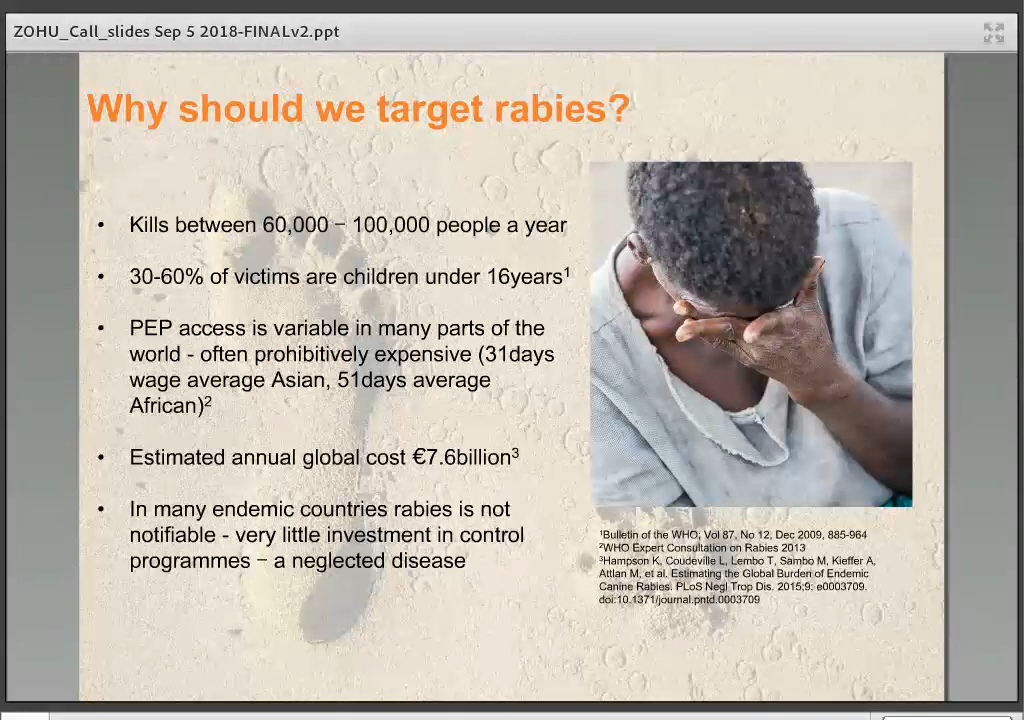 ZOHU_Call_slides Sep 5 2018-FINALv2.ppt
Why should we target rabies?
• Kills between 60,000 – 100,000 people a year
• 30-60% of victims are children under 16years¹
• PEP access is variable in many parts of the
world - often prohibitively expensive (31days
wage average Asian, 51days average
African)²
• Estimated annual global cost €7.6billion³
• In many endemic countries rabies is not
notifiable - very little investment in control
programmes – a neglected disease
¹Bulletin of the WHO; Vol 87, No 12, Dec 2009, 885-964
²WHO Expert Consultation on Rabies 2013
³Hampson K, Coudeville L, Lembo T, Sambo M, Kieffer A,
Attlan M, et al. Estimating the Global Burden of Endemic
Canine Rabies. PLoS Negl Trop Dis. 2015;9: e0003709.
doi:10.1371/journal.pntd.0003709